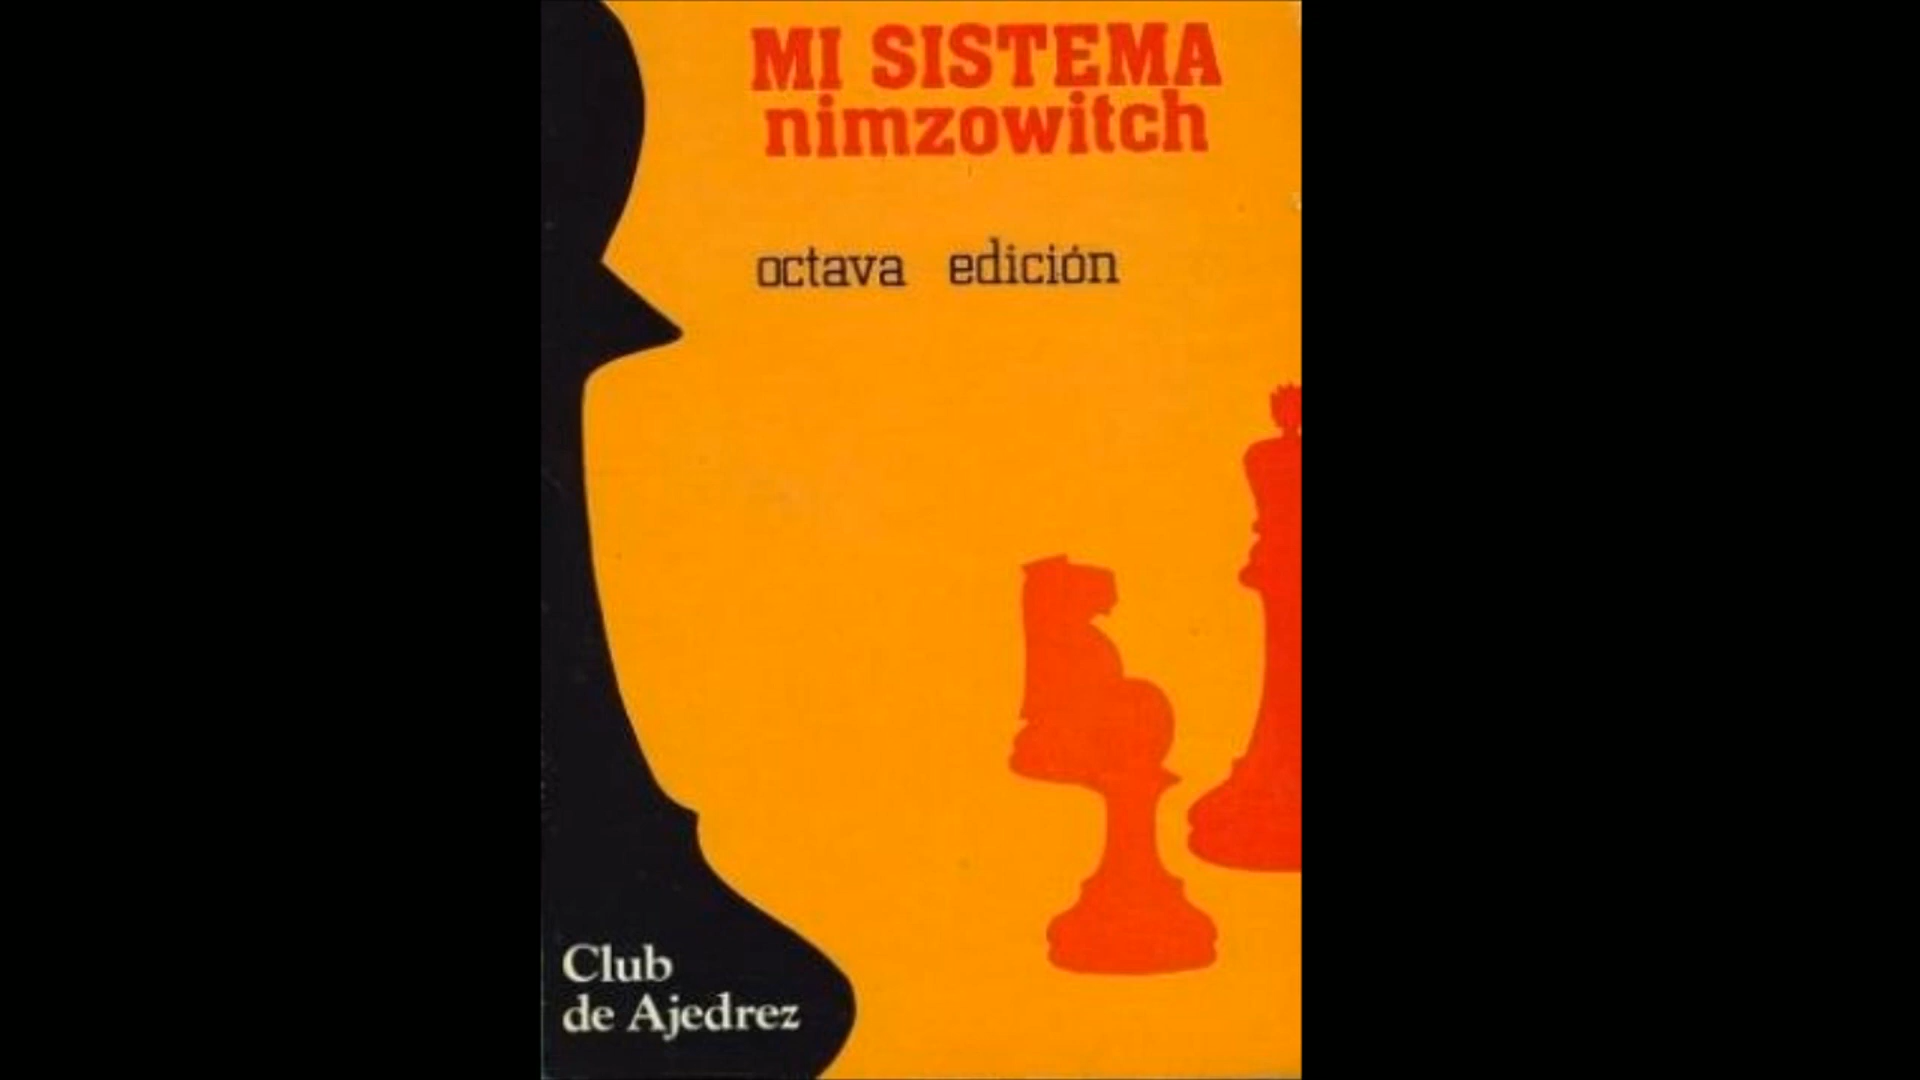 MI SISTEMA
nimzowitch
octava edición
Club
de Ajedrez